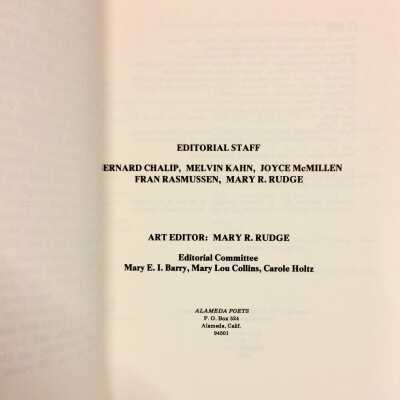 EDITORIAL STAFF
ERNARD CHALIP, MELVIN KAHN, JOYCE McMILLEN
FRAN RASMUSSEN, MARY R. RUDGE
ART EDITOR: MARY R. RUDGE
Editorial Committee
Mary E. I. Barry, Mary Lou Collins, Carole Holtz
ALAMEDA POETS
P. O. Box 524
Alameda, Calif.
94501